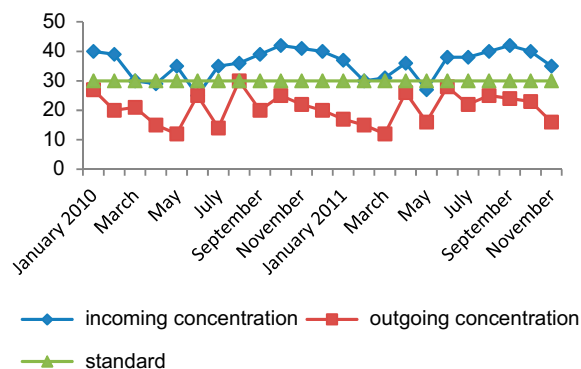 50
40
30
20
10
0
January 2010
March
May
July
September
November
January 2011
March
May
July
September
November
incoming concentration
outgoing concentration
standard